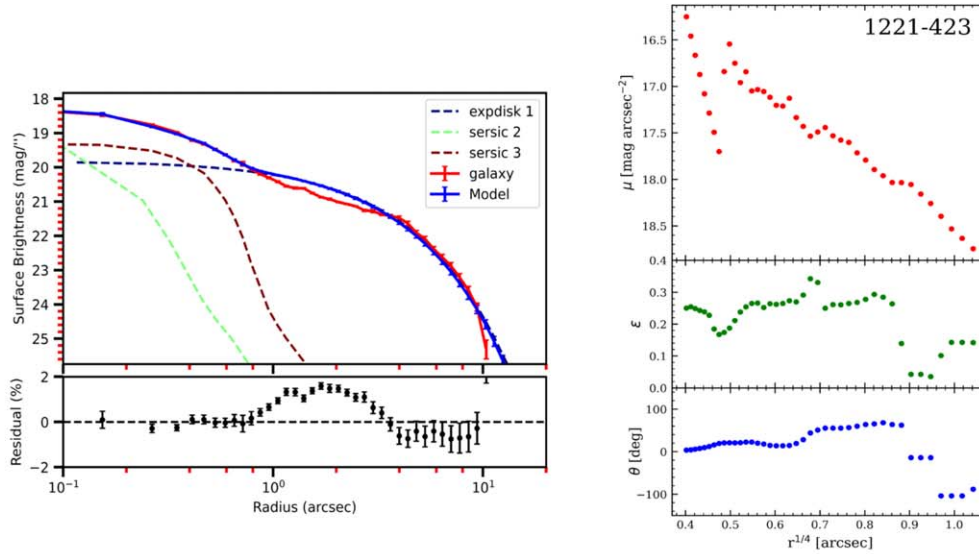 18
19
20
21
22
23
24
25
Surface Brightness (mag/'')
expdisk 1
sersic 2
sersic 3
galaxy
Model
2
0
−2
Residual (%)
10⁻¹
10⁰
10¹
Radius (arcsec)
1221-423
16.5
17.0
17.5
18.0
18.5
μ [mag arcsec⁻²]
0.4
0.3
0.2
0.1
0.0
ε
100
0
−100
θ [deg]
0.4
0.5
0.6
0.7
0.8
0.9
1.0
r¹ᐟ⁴ [arcsec]